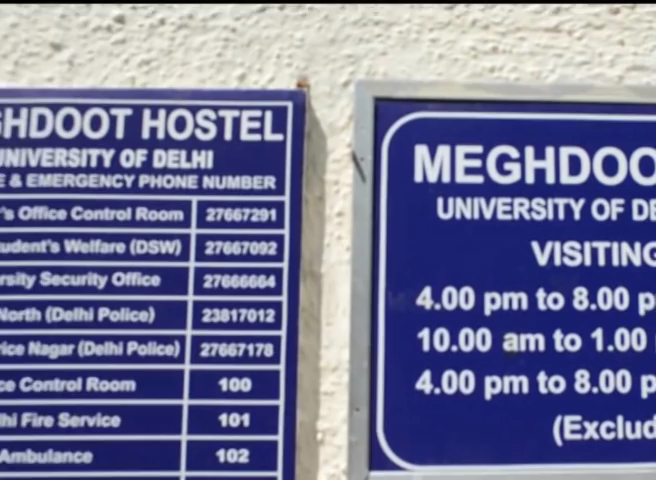 GHDOOT HOSTEL
UNIVERSITY OF DELHI
E & EMERGENCY PHONE NUMBER
's Office Control Room 27667291
tudent's Welfare (DSW) 27667092
rsity Security Office 27666664
North (Delhi Police) 23817012
rice Nagar (Delhi Police) 27667178
ce Control Room 100
lhi Fire Service 101
Ambulance 102
MEGHDOO
UNIVERSITY OF DE
VISITING
4.00 pm to 8.00 p
10.00 am to 1.00
4.00 pm to 8.00 p
(Exclud